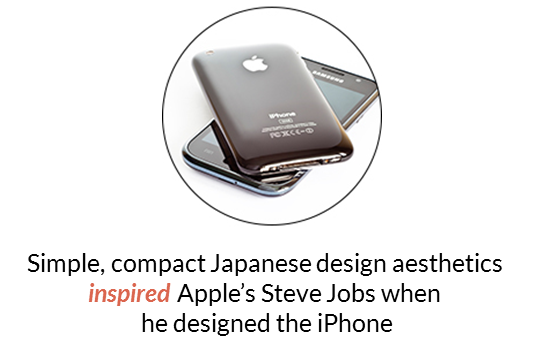 SAMSUNG
iPhone
Simple, compact Japanese design aesthetics
inspired Apple's Steve Jobs when
he designed the iPhone